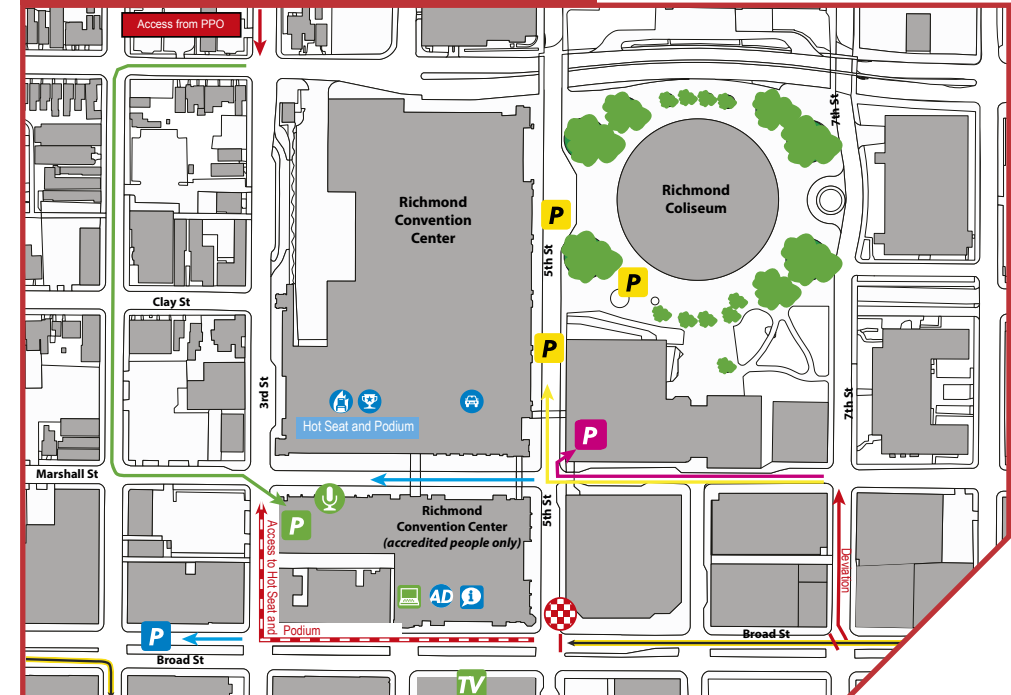 Access from PPO
7th St
Richmond
Convention
Center
Richmond
Coliseum
P
5th St
P
Clay St
P
3rd St
7th St
Hot Seat and Podium
P
Marshall St
5th St
Richmond
Convention Center
(accredited people only)
P
Access to Hot Seat and
Podium
Deviation
AD
i
P
Broad St
Broad St
TV